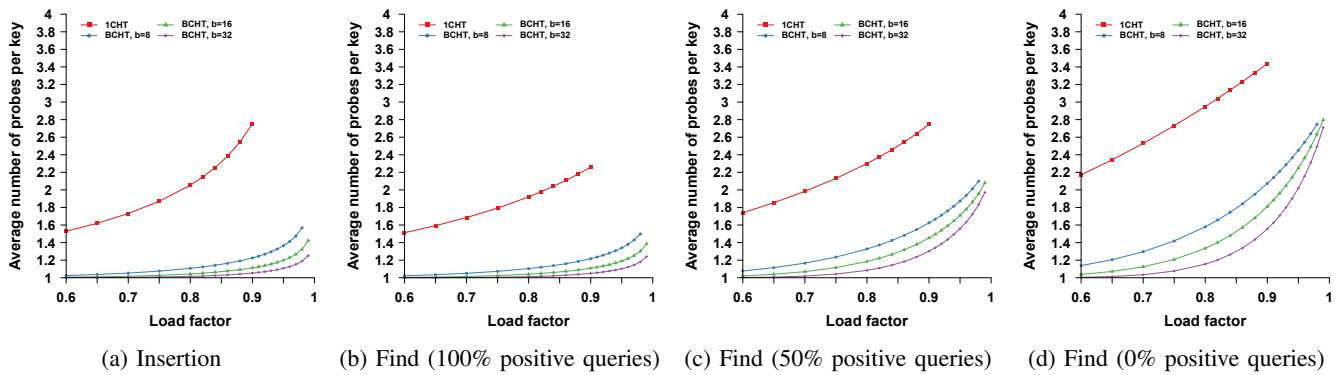 Average number of probes per key
4
3.8
3.6
3.4
3.2
3
2.8
2.6
2.4
2.2
2
1.8
1.6
1.4
1.2
1
1CHT
BCHT, b=8
BCHT, b=16
BCHT, b=32
0.6 0.7 0.8 0.9 1
Load factor
(a) Insertion
Average number of probes per key
4
3.8
3.6
3.4
3.2
3
2.8
2.6
2.4
2.2
2
1.8
1.6
1.4
1.2
1
1CHT
BCHT, b=8
BCHT, b=16
BCHT, b=32
0.6 0.7 0.8 0.9 1
Load factor
(b) Find (100% positive queries)
Average number of probes per key
4
3.8
3.6
3.4
3.2
3
2.8
2.6
2.4
2.2
2
1.8
1.6
1.4
1.2
1
1CHT
BCHT, b=8
BCHT, b=16
BCHT, b=32
0.6 0.7 0.8 0.9 1
Load factor
(c) Find (50% positive queries)
Average number of probes per key
4
3.8
3.6
3.4
3.2
3
2.8
2.6
2.4
2.2
2
1.8
1.6
1.4
1.2
1
1CHT
BCHT, b=8
BCHT, b=16
BCHT, b=32
0.6 0.7 0.8 0.9 1
Load factor
(d) Find (0% positive queries)